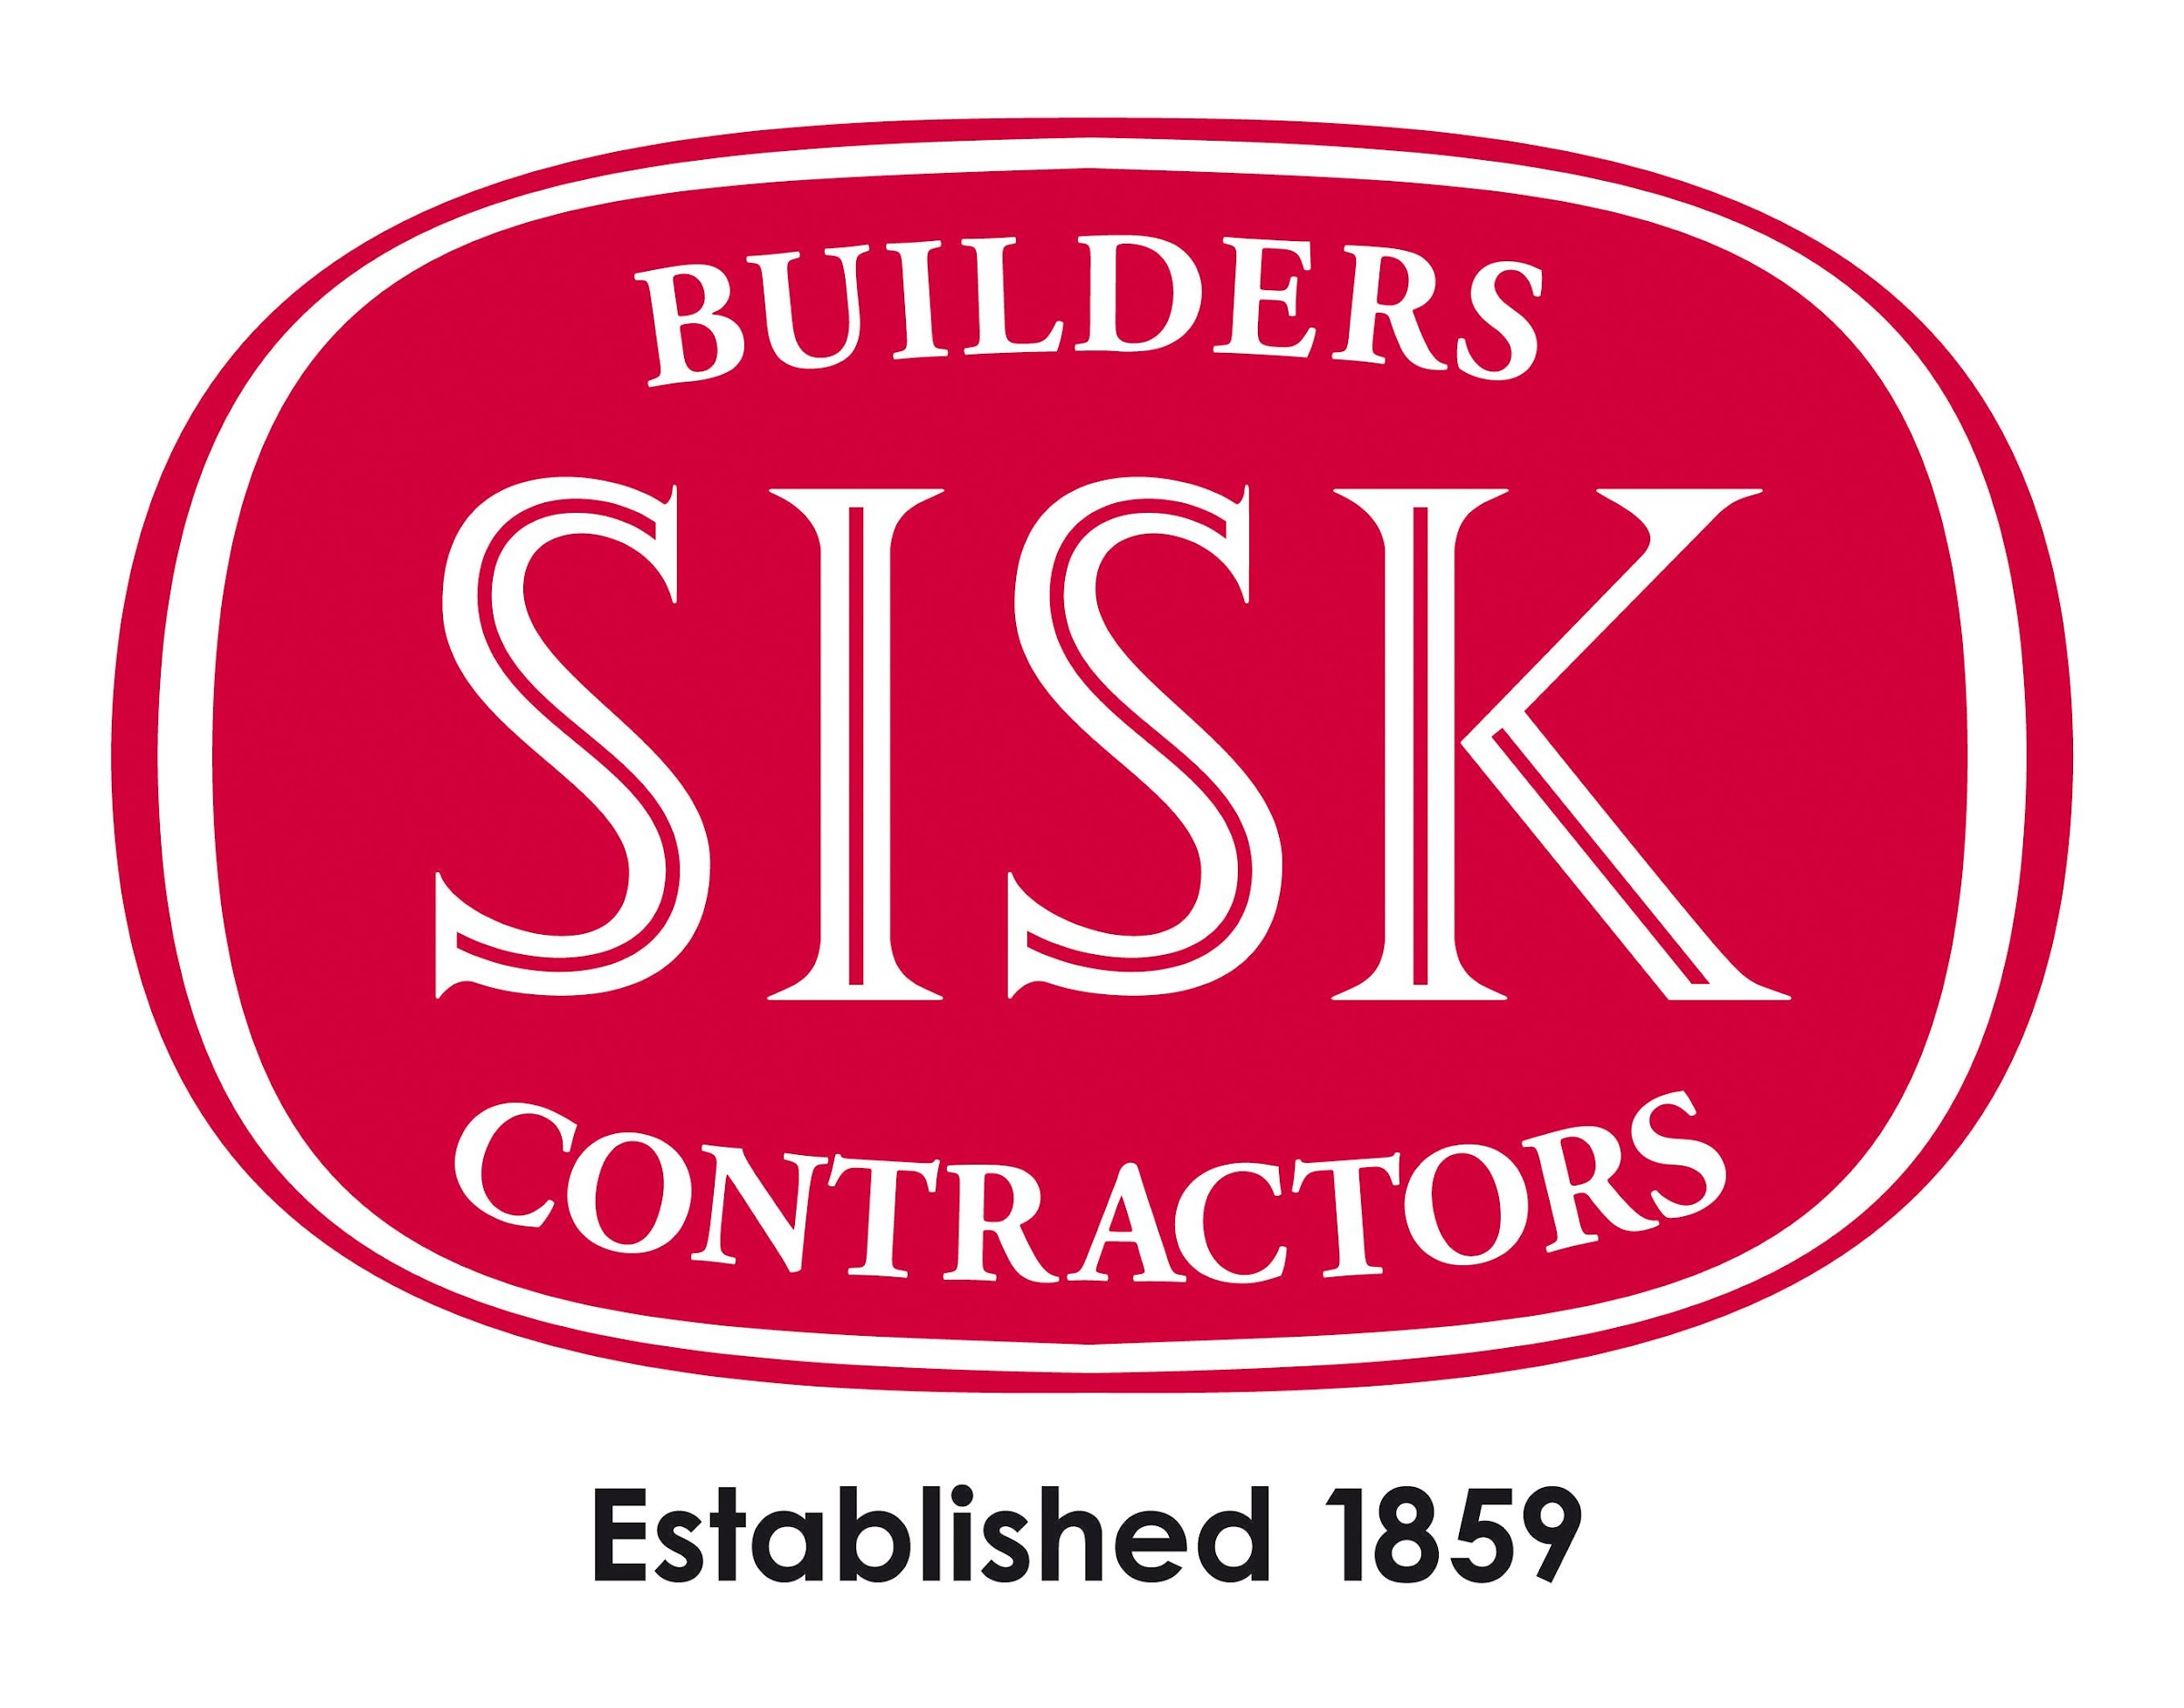 BUILDERS
SISK
CONTRACTORS
Established 1859